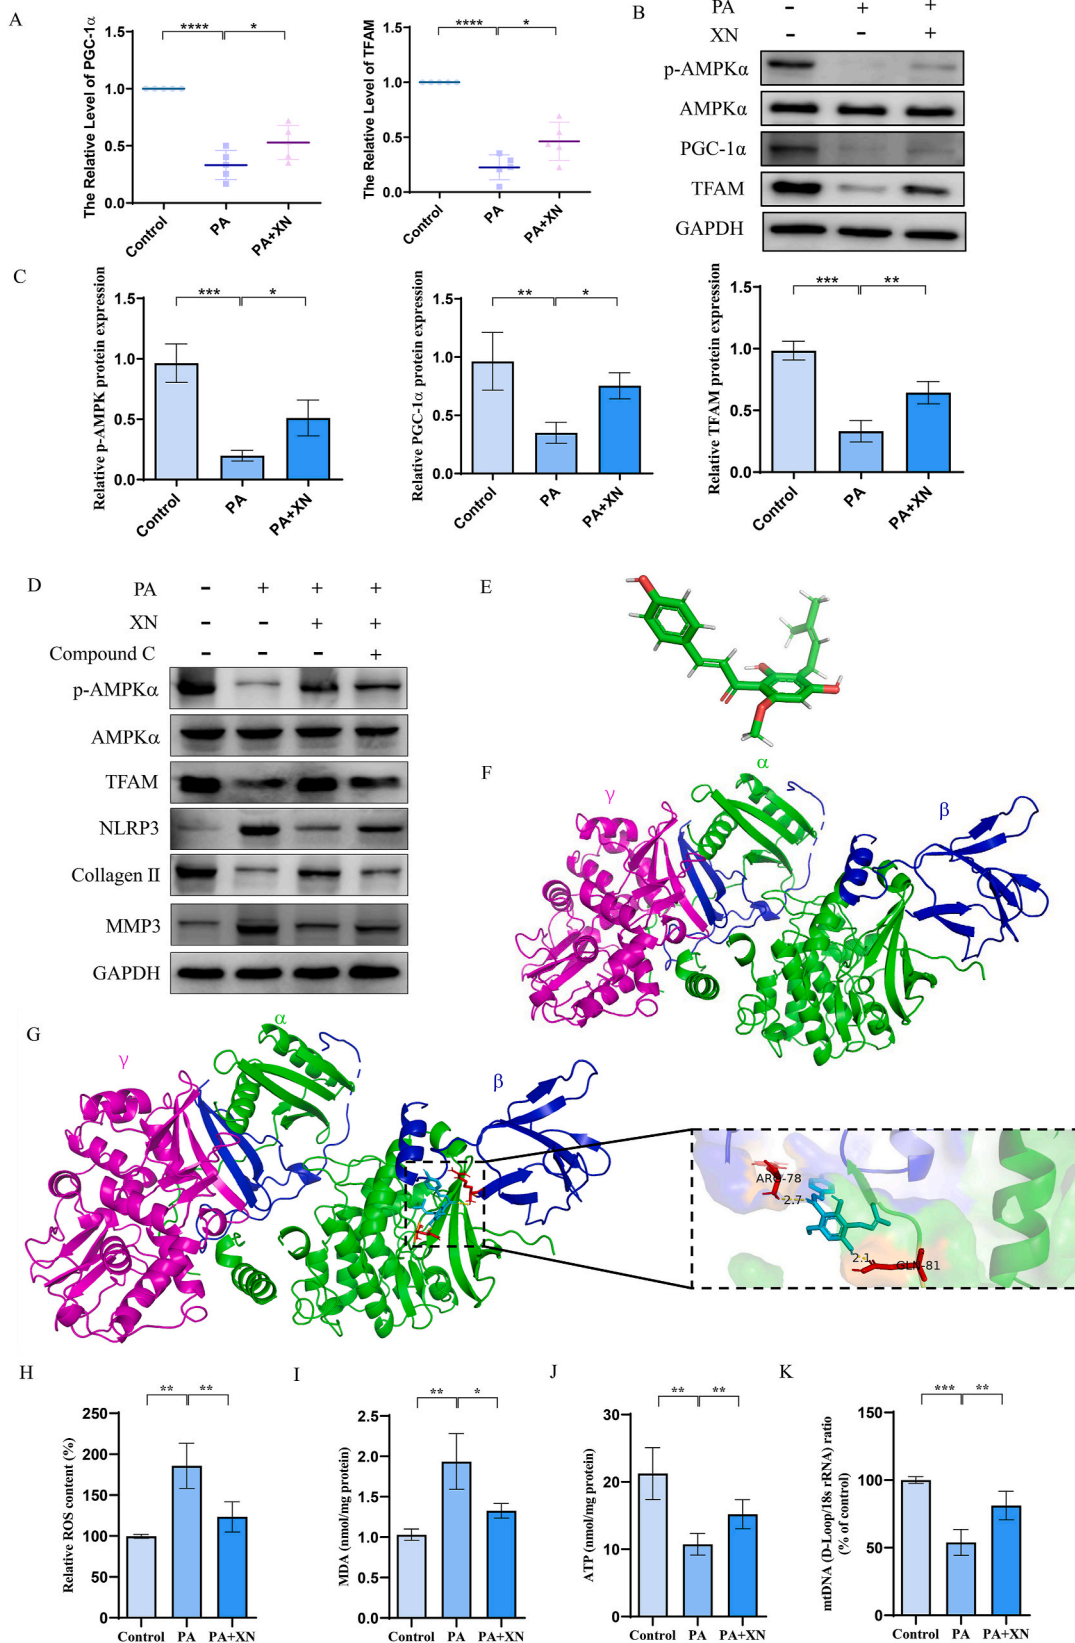 A
The Relative Level of PGC-1α
1.5
1.0
0.5
0.0
**** *
Control PA PA+XN
The Relative Level of TFAM
1.5
1.0
0.5
0.0
**** *
Control PA PA+XN
B
PA - + +
XN - - +
p-AMPKα
AMPKα
PGC-1α
TFAM
GAPDH
C
Relative p-AMPK protein expression
1.5
1.0
0.5
0.0
*** *
Control PA PA+XN
Relative PGC-1α protein expression
1.5
1.0
0.5
0.0
** *
Control PA PA+XN
Relative TFAM protein expression
1.5
1.0
0.5
0.0
*** **
Control PA PA+XN
D
PA - + + +
XN - - + +
Compound C - - - +
p-AMPKα
AMPKα
TFAM
NLRP3
Collagen II
MMP3
GAPDH
E
F
α
γ
β
G
α
γ
β
ARG-78
2.7
2.1
GLN-81
H
Relative ROS content (%)
250
200
150
100
50
0
** **
Control PA PA+XN
I
MDA (nmol/mg protein)
2.5
2.0
1.5
1.0
0.5
0.0
** *
Control PA PA+XN
J
ATP (nmol/mg protein)
30
20
10
0
** **
Control PA PA+XN
K
mtDNA (D-Loop/18s rRNA) ratio
(% of control)
150
100
50
0
*** **
Control PA PA+XN